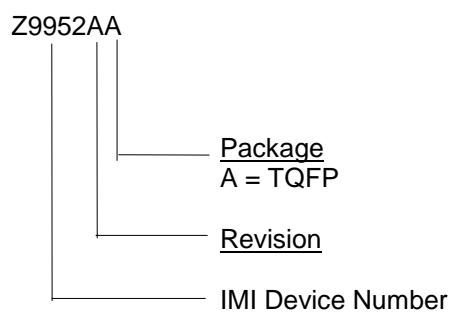 Z9952AA
Package
A = TQFP
Revision
IMI Device Number